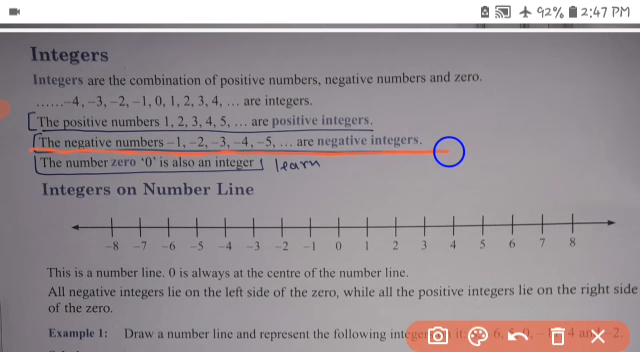 92% 2:47 PM
Integers
Integers are the combination of positive numbers, negative numbers and zero.
......–4, –3, –2, –1, 0, 1, 2, 3, 4, ... are integers.
The positive numbers 1, 2, 3, 4, 5, ... are positive integers.
The negative numbers –1, –2, –3, –4, –5, ... are negative integers.
The number zero ‘0’ is also an integer learn
Integers on Number Line
–8 –7 –6 –5 –4 –3 –2 –1 0 1 2 3 4 5 6 7 8
This is a number line. 0 is always at the centre of the number line.
All negative integers lie on the left side of the zero, while all the positive integers lie on the right side
of the zero.
Example 1: Draw a number line and represent the following